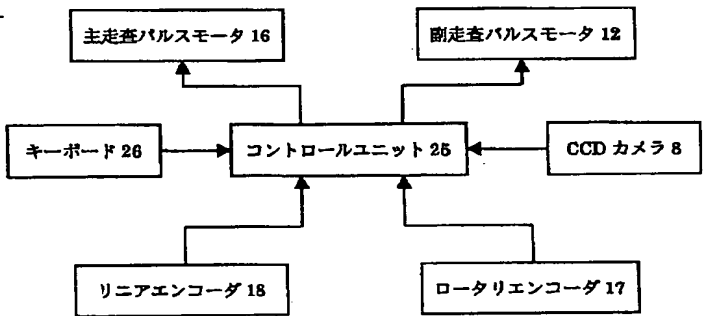 主走査パルスモータ 16
副走査パルスモータ 12
キーボード 26
コントロールユニット 25
CCD カメラ 8
リニアエンコーダ 18
ロータリエンコーダ 17